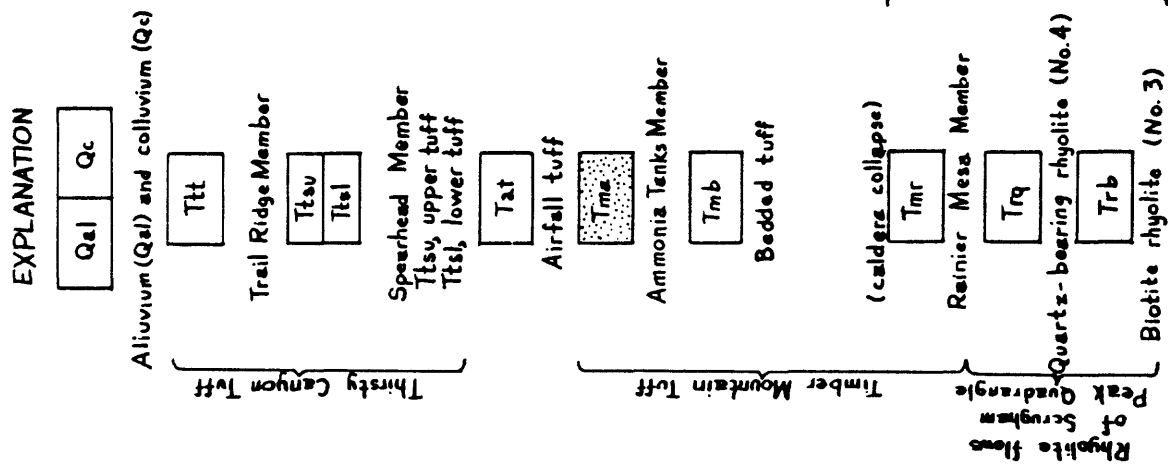 EXPLANATION
Qal Qc
Alluvium (Qal) and colluvium (Qc)
Ttt
Trail Ridge Member
Ttsu
Ttsl
Spearhead Member
Ttsu, upper tuff
Ttsl, lower tuff
Thirsty Canyon Tuff
Tat
Airfall tuff
Tma
Ammonia Tanks Member
Tmb
Bedded tuff
(caldera collapse)
Tmr
Rainier Mesa Member
Timber Mountain Tuff
Trq
Quartz-bearing rhyolite (No.4)
Trb
Biotite rhyolite (No. 3)
Rhyolite flows
of Scrugham
Peak Quadrangle